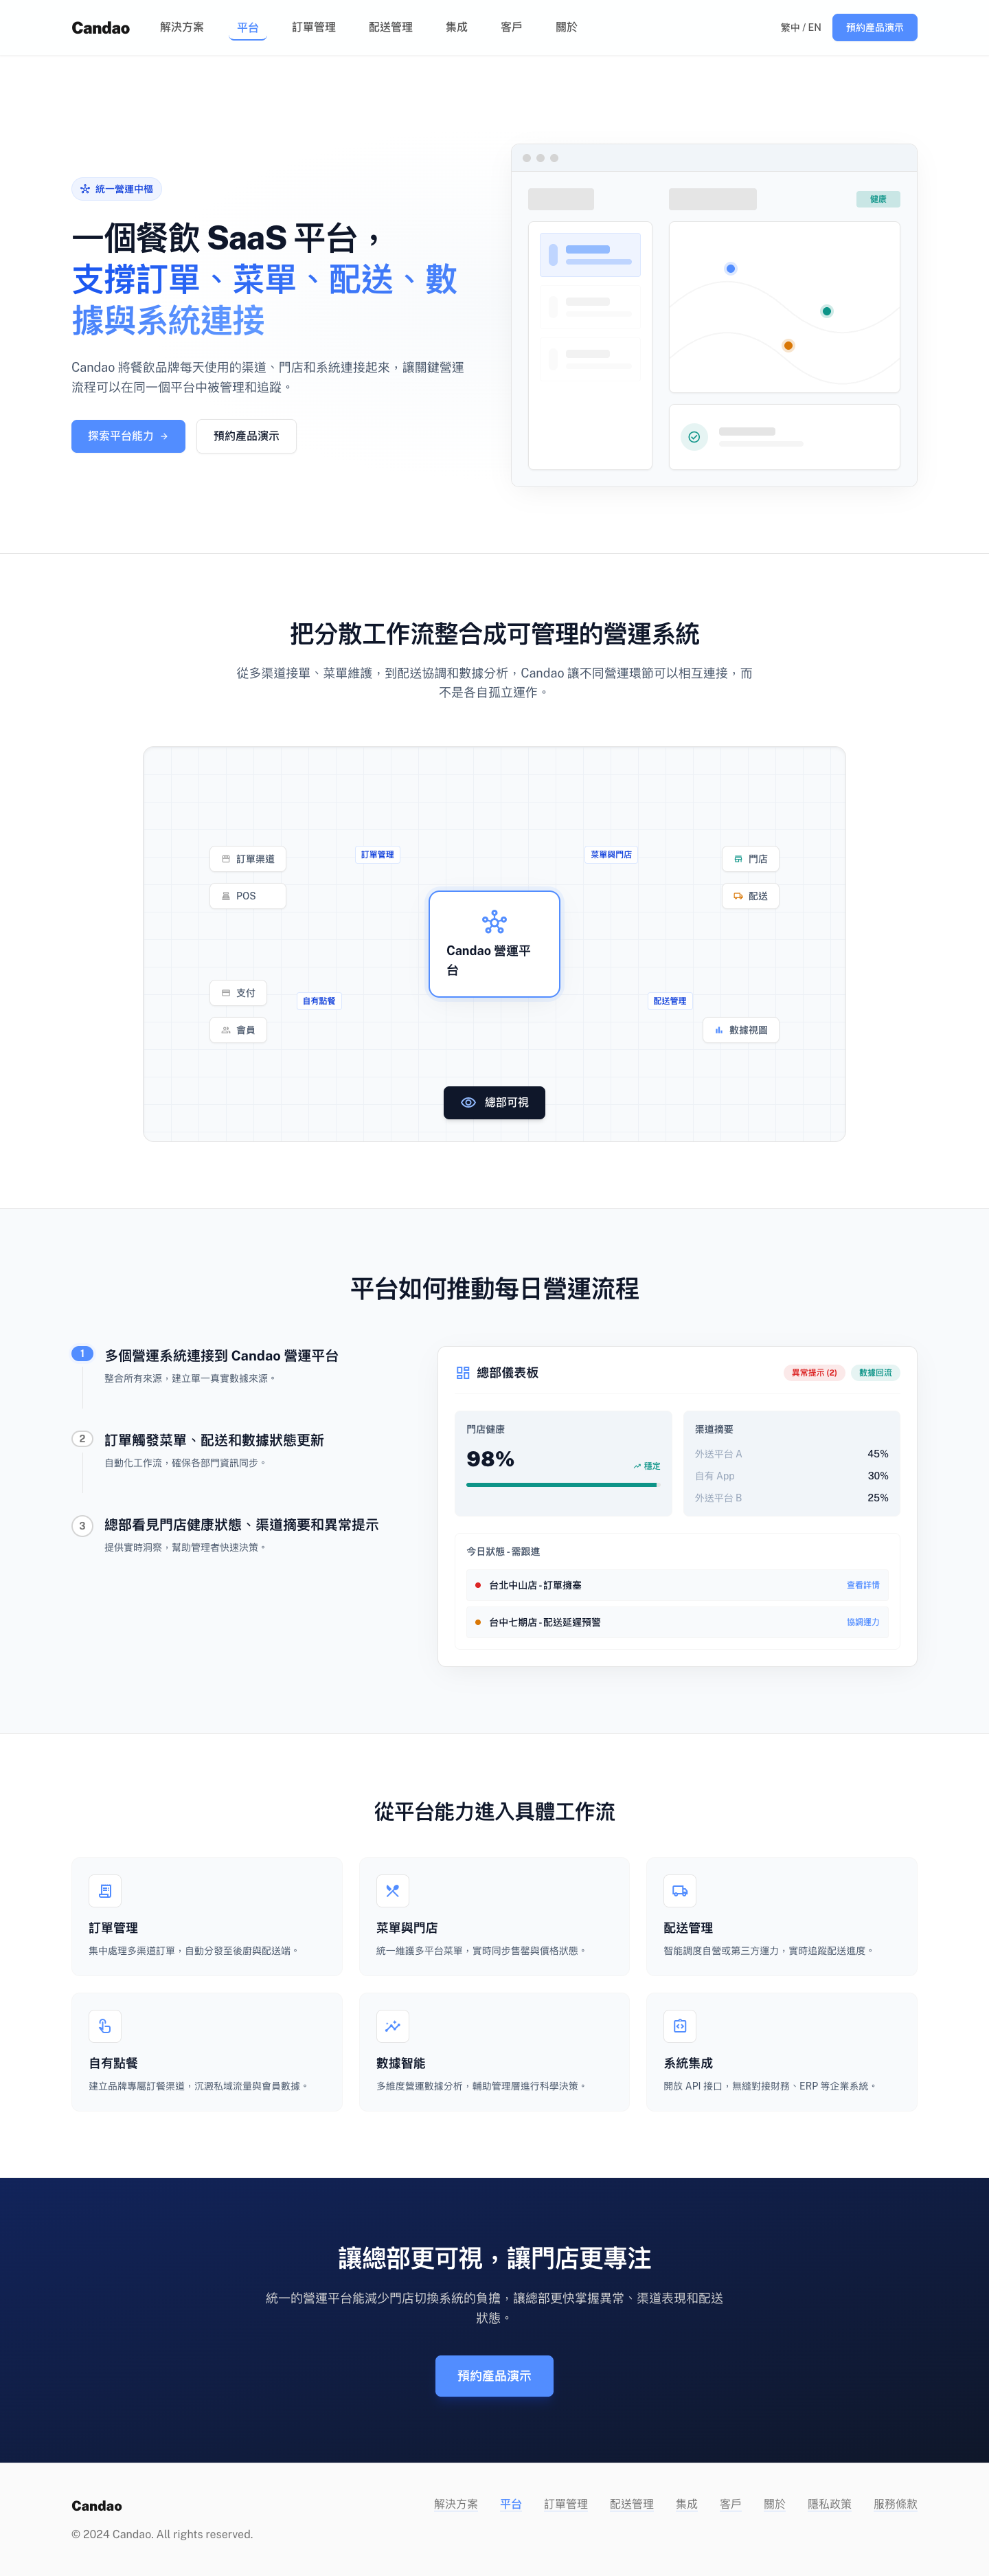 Candao
解決方案
平台
訂單管理
配送管理
集成
客戶
關於
繁中 / EN
預約產品演示
統一營運中樞
一個餐飲 SaaS 平台，
支撐訂單、菜單、配送、數
據與系統連接
Candao 將餐飲品牌每天使用的渠道、門店和系統連接起來，讓關鍵營運
流程可以在同一個平台中被管理和追蹤。
探索平台能力
預約產品演示
健康
把分散工作流整合成可管理的營運系統
從多渠道接單、菜單維護，到配送協調和數據分析，Candao 讓不同營運環節可以相互連接，而
不是各自孤立運作。
訂單渠道
POS
訂單管理
菜單與門店
門店
配送
Candao 營運平
台
支付
會員
自有點餐
配送管理
數據視圖
總部可視
平台如何推動每日營運流程
1
多個營運系統連接到 Candao 營運平台
整合所有來源，建立單一真實數據來源。
2
訂單觸發菜單、配送和數據狀態更新
自動化工作流，確保各部門資訊同步。
3
總部看見門店健康狀態、渠道摘要和異常提示
提供實時洞察，幫助管理者快速決策。
總部儀表板
異常提示 (2)
數據回流
門店健康
98%
穩定
渠道摘要
外送平台 A
45%
自有 App
30%
外送平台 B
25%
今日狀態 - 需跟進
台北中山店 - 訂單擁塞
查看詳情
台中七期店 - 配送延遲預警
協調運力
從平台能力進入具體工作流
訂單管理
集中處理多渠道訂單，自動分發至後廚與配送端。
菜單與門店
統一維護多平台菜單，實時同步售罄與價格狀態。
配送管理
智能調度自營或第三方運力，實時追蹤配送進度。
自有點餐
建立品牌專屬訂餐渠道，沉澱私域流量與會員數據。
數據智能
多維度營運數據分析，輔助管理層進行科學決策。
系統集成
開放 API 接口，無縫對接財務、ERP 等企業系統。
讓總部更可視，讓門店更專注
統一的營運平台能減少門店切換系統的負擔，讓總部更快掌握異常、渠道表現和配送
狀態。
預約產品演示
Candao
© 2024 Candao. All rights reserved.
解決方案
平台
訂單管理
配送管理
集成
客戶
關於
隱私政策
服務條款